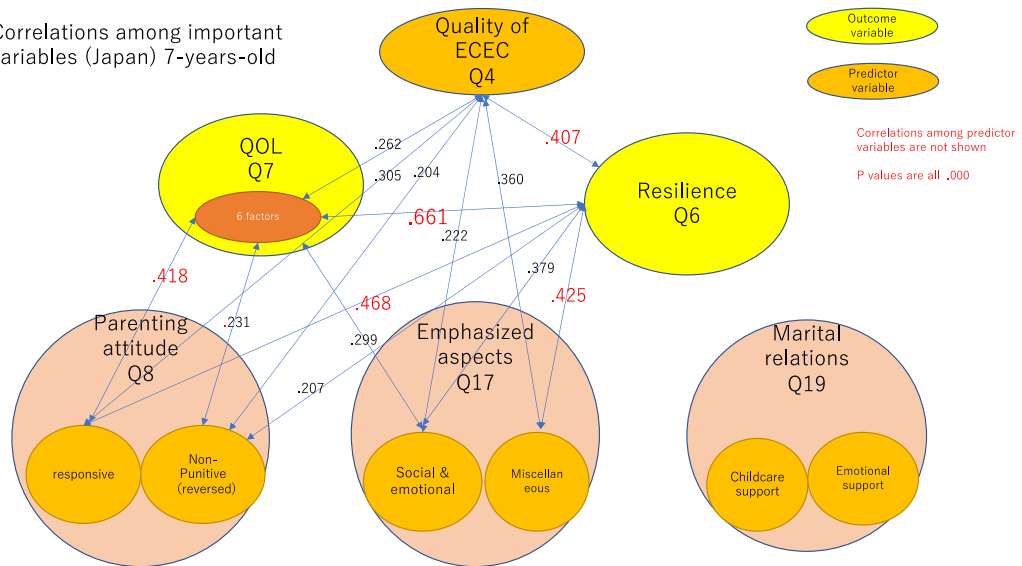 Correlations among important
variables (Japan) 7-years-old
Quality of
ECEC
Q4
Outcome
variable
Predictor
variable
Correlations among predictor
variables are not shown
P values are all .000
QOL
Q7
6 factors
Resilience
Q6
.262
.305
.204
.360
.407
.661
.222
.379
.418
.468
.425
.231
.299
.207
Parenting
attitude
Q8
responsive
Non-
Punitive
(reversed)
Emphasized
aspects
Q17
Social &
emotional
Miscellan
eous
Marital
relations
Q19
Childcare
support
Emotional
support